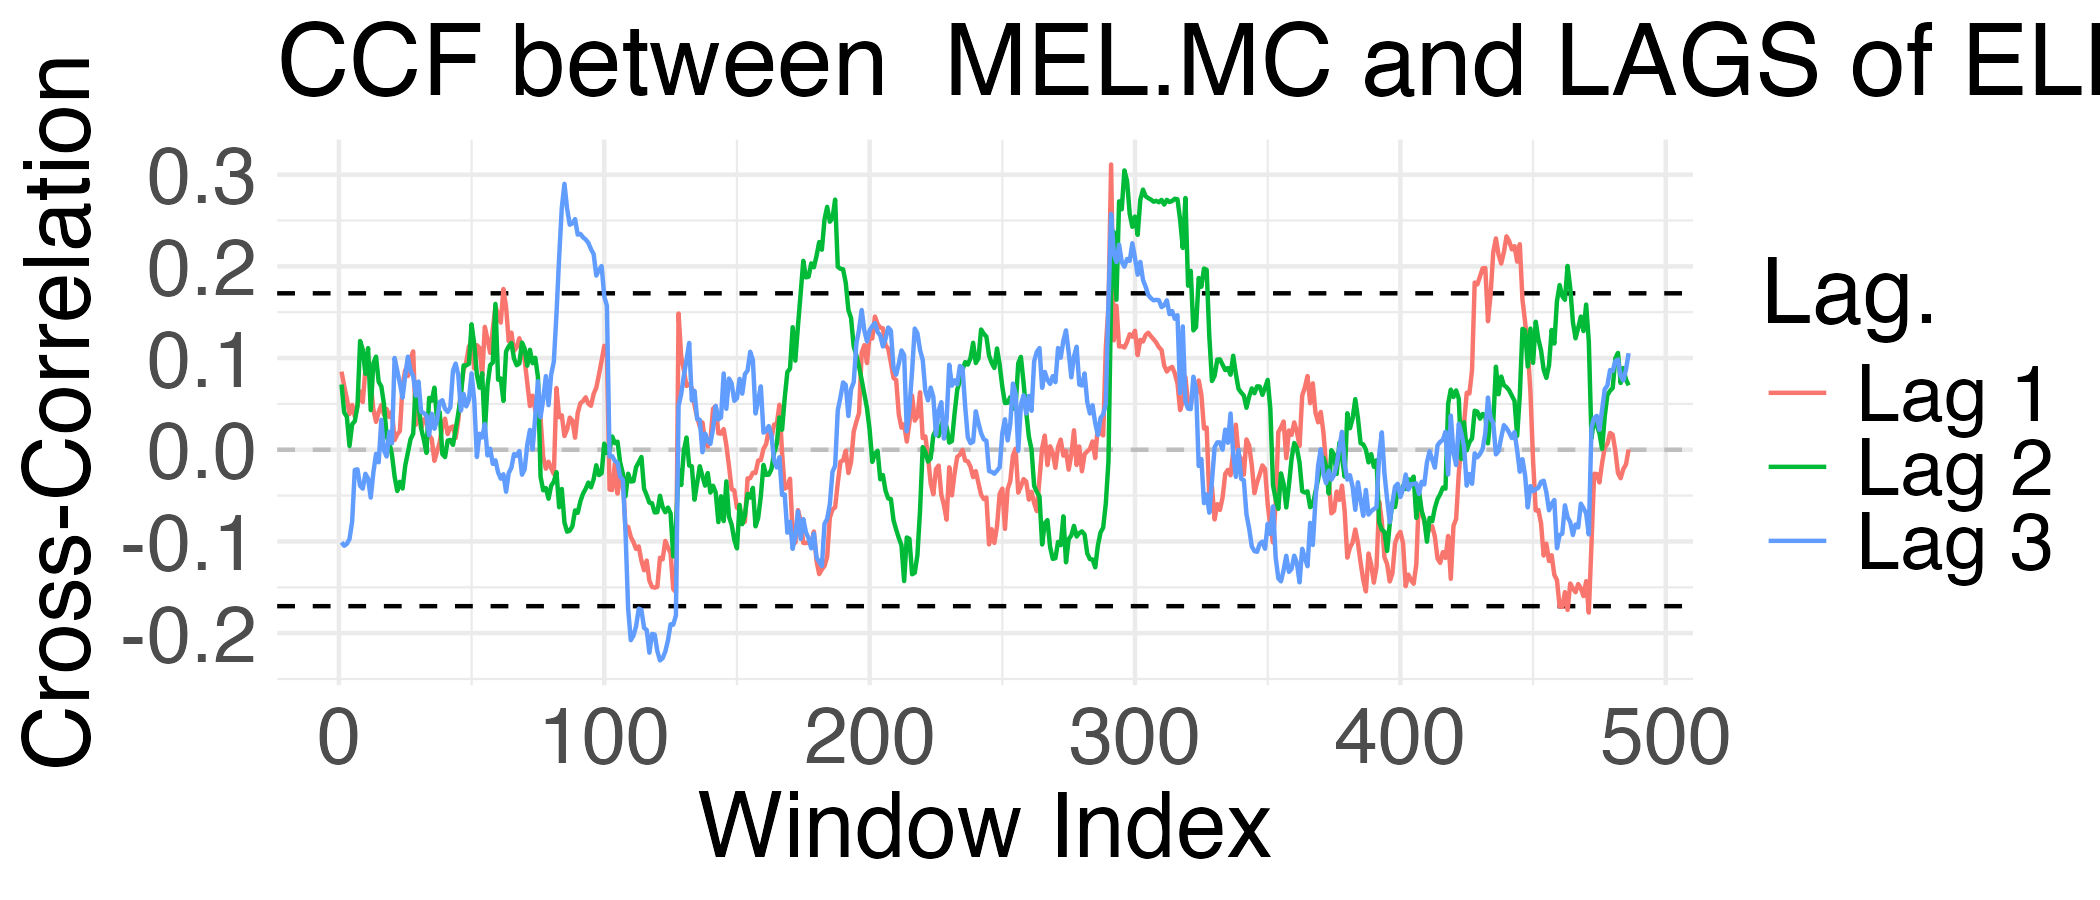 CCF between  MEL.MC and LAGS of
Cross-Correlation
0.3
0.2
0.1
0.0
-0.1
-0.2
0
100
200
300
400
500
Window Index
Lag.
Lag 1
Lag 2
Lag 3